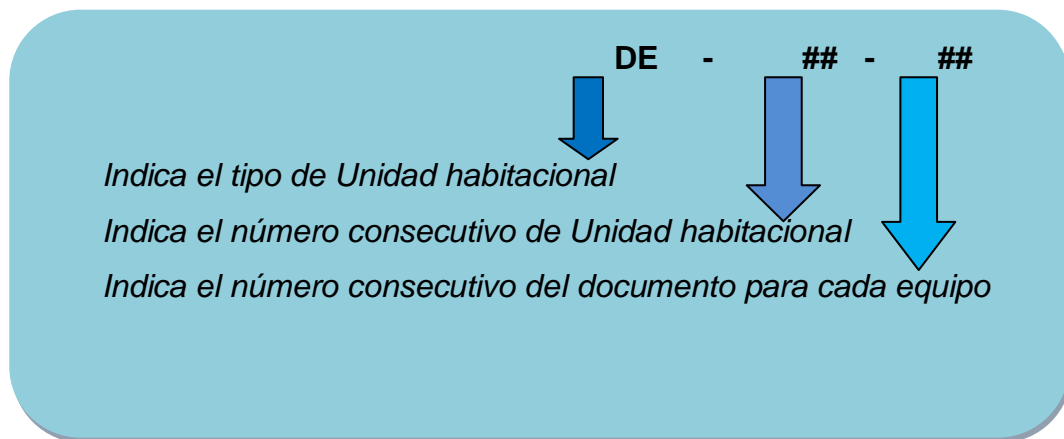 DE - ## - ##
Indica el tipo de Unidad habitacional
Indica el número consecutivo de Unidad habitacional
Indica el número consecutivo del documento para cada equipo